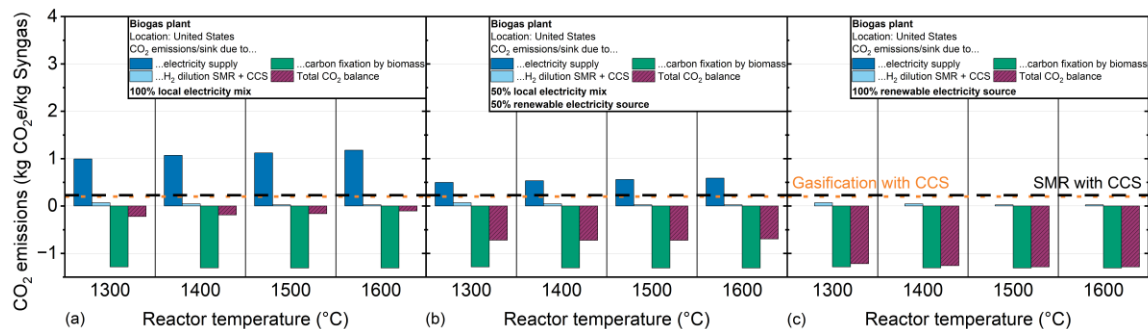 CO2 emissions (kg CO2e/kg Syngas)
4
3
2
1
0
−1
Biogas plant
Location: United States
CO2 emissions/sink due to...
...electricity supply
...carbon fixation by biomass
...H2 dilution SMR + CCS
Total CO2 balance
100% local electricity mix
1300 1400 1500 1600
(a) Reactor temperature (°C)
Biogas plant
Location: United States
CO2 emissions/sink due to...
...electricity supply
...carbon fixation by biomass
...H2 dilution SMR + CCS
Total CO2 balance
50% local electricity mix
50% renewable electricity source
1300 1400 1500 1600
(b) Reactor temperature (°C)
Biogas plant
Location: United States
CO2 emissions/sink due to...
...electricity supply
...carbon fixation by biomass
...H2 dilution SMR + CCS
Total CO2 balance
100% renewable electricity source
Gasification with CCS
SMR with CCS
1300 1400 1500 1600
(c) Reactor temperature (°C)